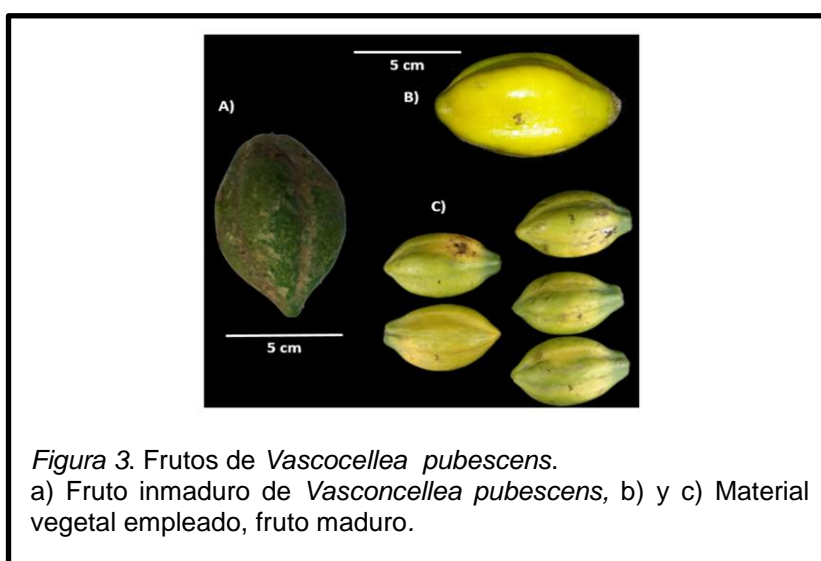 5 cm
B)
A)
C)
5 cm
Figura 3. Frutos de Vascocellea pubescens.
a) Fruto inmaduro de Vasconcellea pubescens, b) y c) Material
vegetal empleado, fruto maduro.